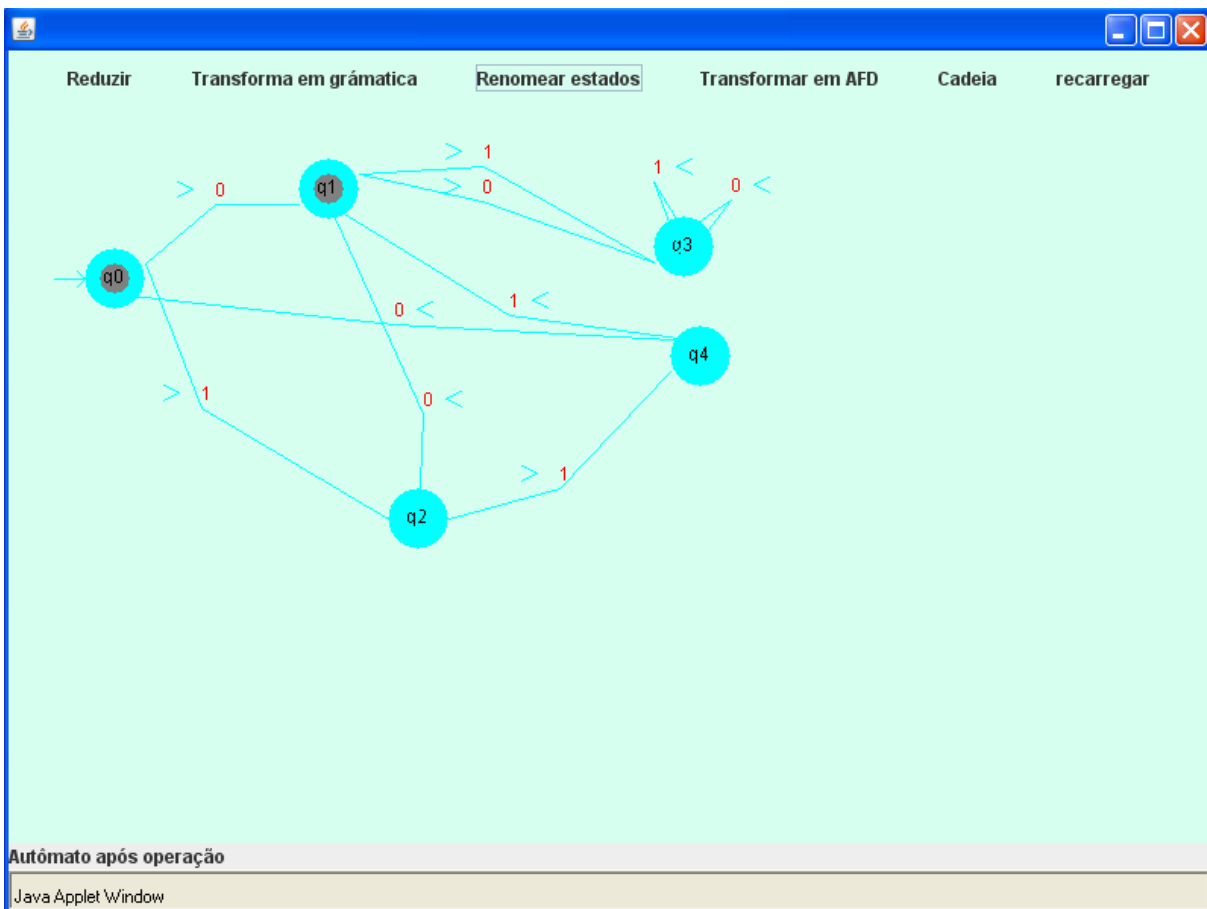 Reduzir Transforma em grámatica Renomear estados Transformar em AFD Cadeia recarregar
> 1
1 <
> 0
q1
> 0
0 <
q3
q0
0 <
1 <
q4
> 1
0 <
> 1
q2
Autômato após operação
Java Applet Window